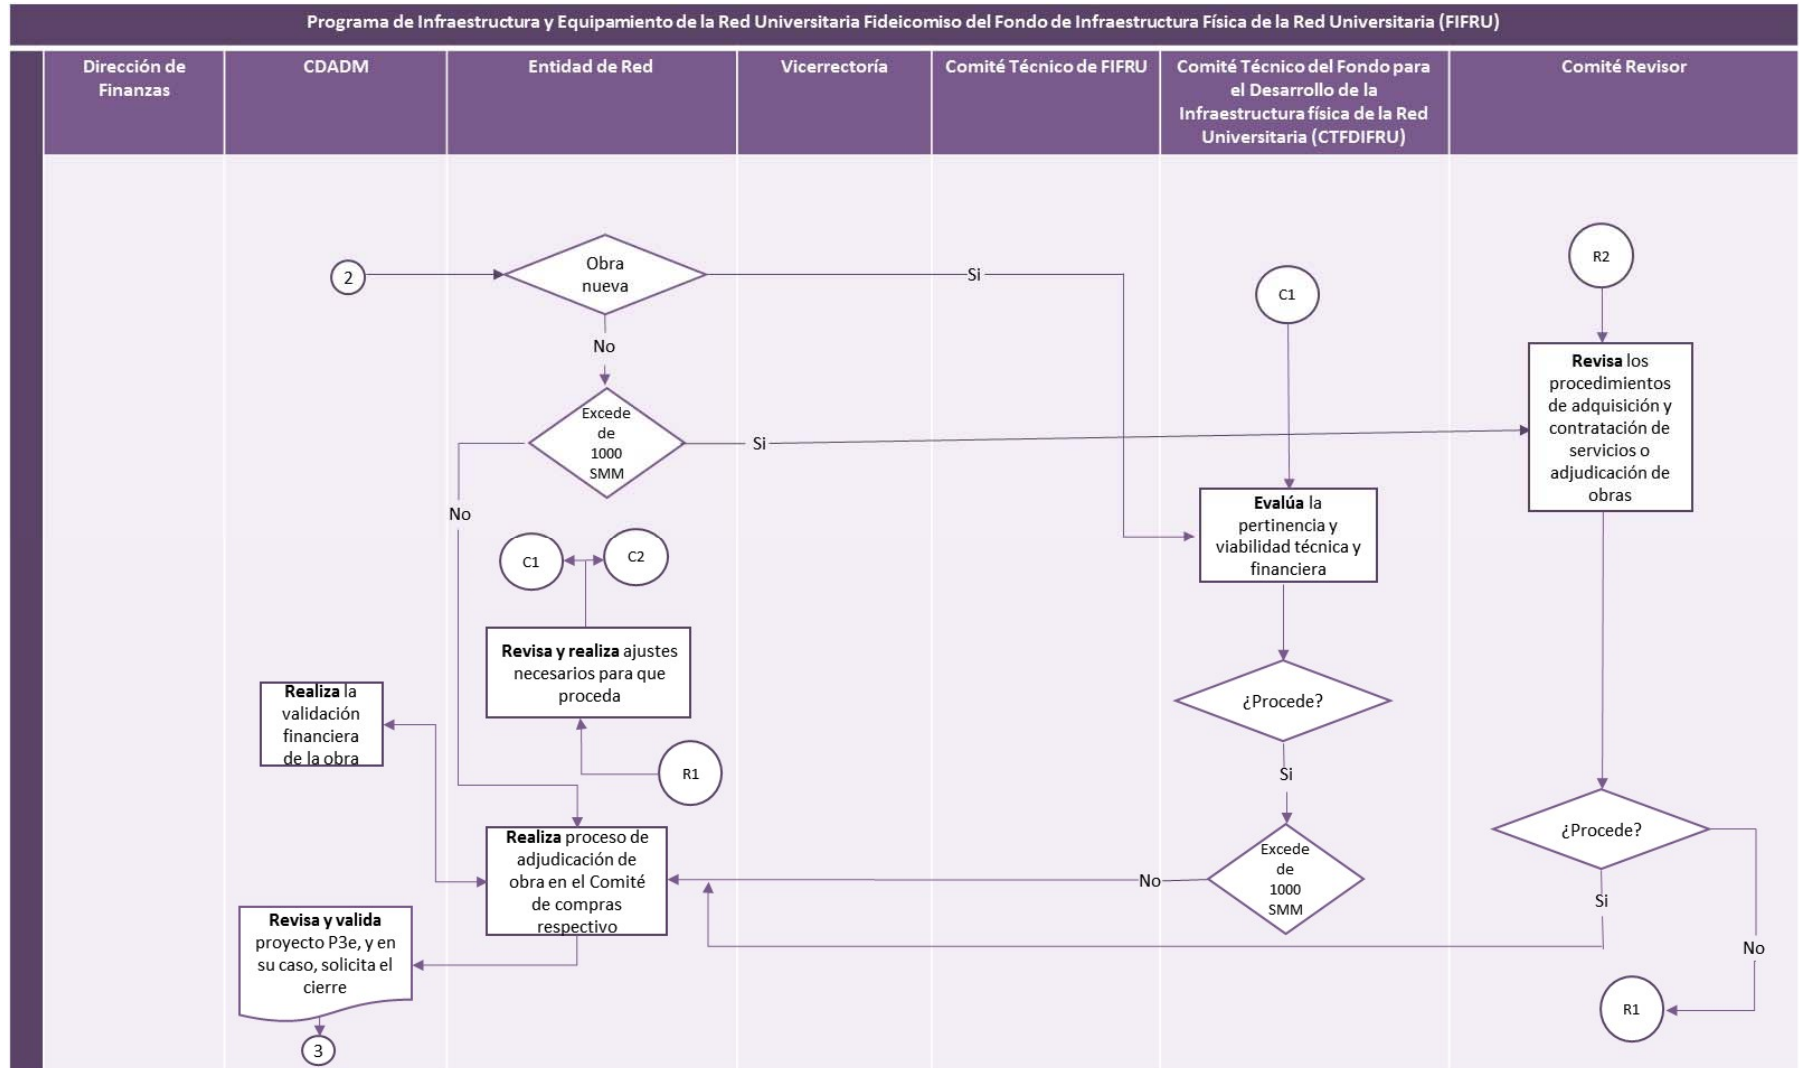 Programa de Infraestructura y Equipamiento de la Red Universitaria Fideicomiso del Fondo de Infraestructura Física de la Red Universitaria (FIFRU)
Dirección de
Finanzas
CDADM
Entidad de Red
Vicerrectoría
Comité Técnico de FIFRU
Comité Técnico del Fondo para
el Desarrollo de la
Infraestructura física de la Red
Universitaria (CTFDIFRU)
Comité Revisor
2
Obra
nueva
Si
No
Excede
de
1000
SMM
Si
No
C1
R2
Revisa los
procedimientos
de adquisición y
contratación de
servicios o
adjudicación de
obras
Evalúa la
pertinencia y
viabilidad técnica y
financiera
C1
C2
Revisa y realiza ajustes
necesarios para que
proceda
R1
Realiza la
validación
financiera
de la obra
¿Procede?
Si
Excede
de
1000
SMM
No
¿Procede?
Si
No
R1
Realiza proceso de
adjudicación de
obra en el Comité
de compras
respectivo
Revisa y valida
proyecto P3e, y en
su caso, solicita el
cierre
3